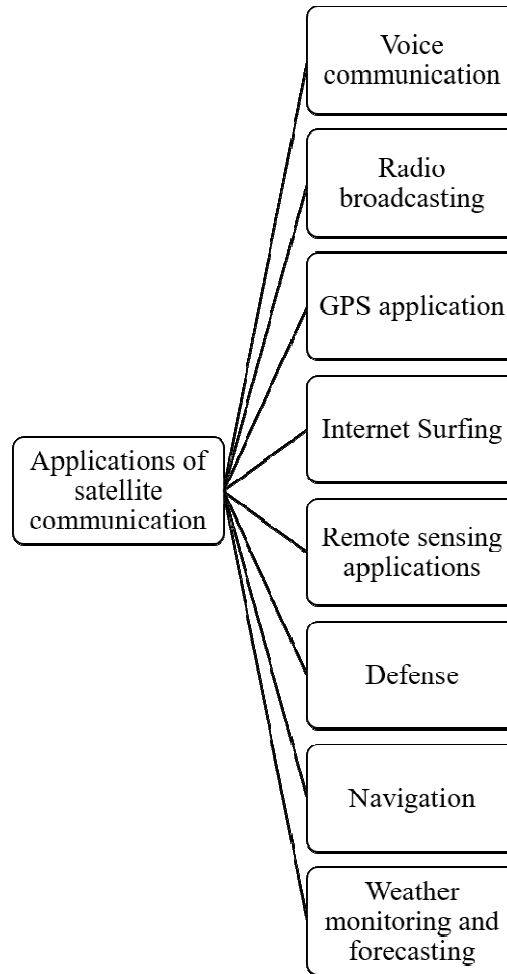 Voice
communication
Radio
broadcasting
GPS application
Internet Surfing
Applications of
satellite
communication
Remote sensing
applications
Defense
Navigation
Weather
monitoring and
forecasting